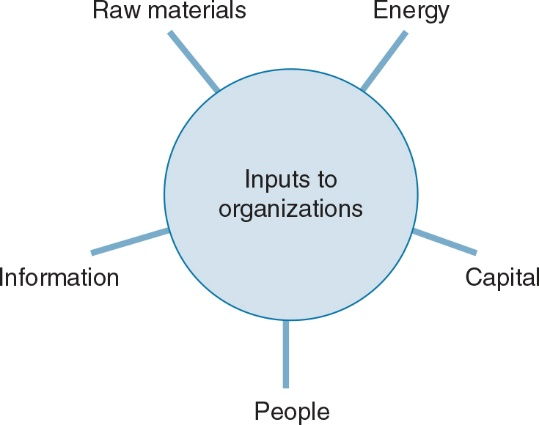 Raw materials
Energy
Inputs to
organizations
Information
Capital
People